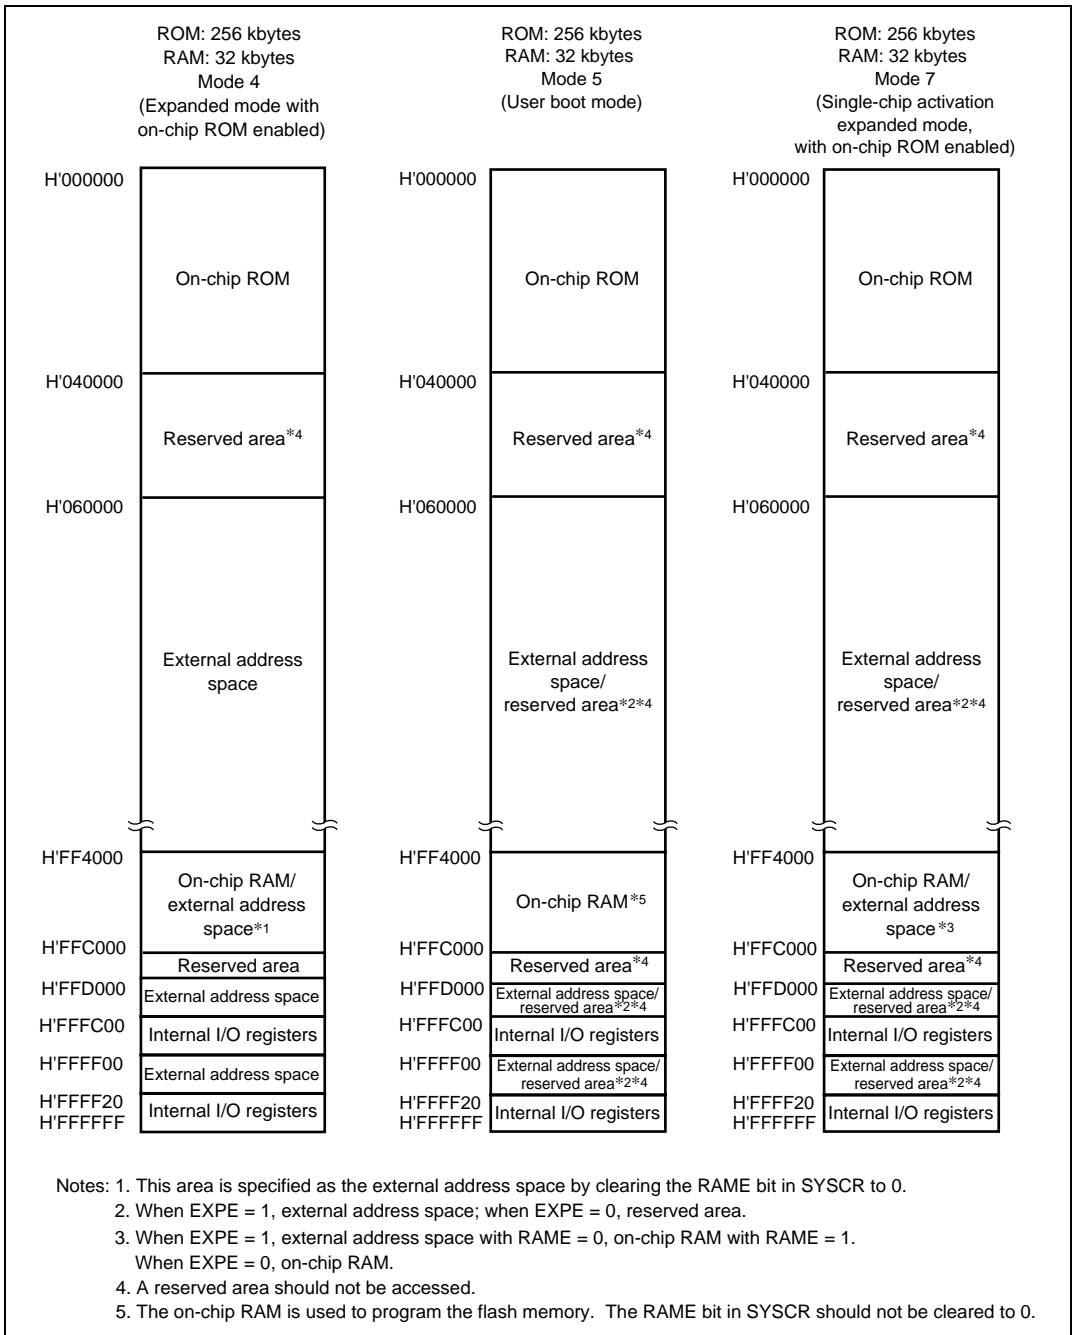 ROM: 256 kbytes
RAM: 32 kbytes
Mode 4
(Expanded mode with
on-chip ROM enabled)
H'000000
On-chip ROM
H'040000
Reserved area*4
H'060000
External address
space
H'FF4000
On-chip RAM/
external address
space*1
H'FFC000
Reserved area
H'FFD000
External address space
H'FFFC00
Internal I/O registers
H'FFFF00
External address space
H'FFFF20
Internal I/O registers
H'FFFFFF
ROM: 256 kbytes
RAM: 32 kbytes
Mode 5
(User boot mode)
H'000000
On-chip ROM
H'040000
Reserved area*4
H'060000
External address
space/
reserved area*2*4
H'FF4000
On-chip RAM*5
H'FFC000
Reserved area*4
H'FFD000
External address space/
reserved area*2*4
H'FFFC00
Internal I/O registers
H'FFFF00
External address space/
reserved area*2*4
H'FFFF20
Internal I/O registers
H'FFFFFF
ROM: 256 kbytes
RAM: 32 kbytes
Mode 7
(Single-chip activation
expanded mode,
with on-chip ROM enabled)
H'000000
On-chip ROM
H'040000
Reserved area*4
H'060000
External address
space/
reserved area*2*4
H'FF4000
On-chip RAM/
external address
space*3
H'FFC000
Reserved area*4
H'FFD000
External address space/
reserved area*2*4
H'FFFC00
Internal I/O registers
H'FFFF00
External address space/
reserved area*2*4
H'FFFF20
Internal I/O registers
H'FFFFFF
Notes: 1. This area is specified as the external address space by clearing the RAME bit in SYSCR to 0.
2. When EXPE = 1, external address space; when EXPE = 0, reserved area.
3. When EXPE = 1, external address space with RAME = 0, on-chip RAM with RAME = 1.
When EXPE = 0, on-chip RAM.
4. A reserved area should not be accessed.
5. The on-chip RAM is used to program the flash memory. The RAME bit in SYSCR should not be cleared to 0.